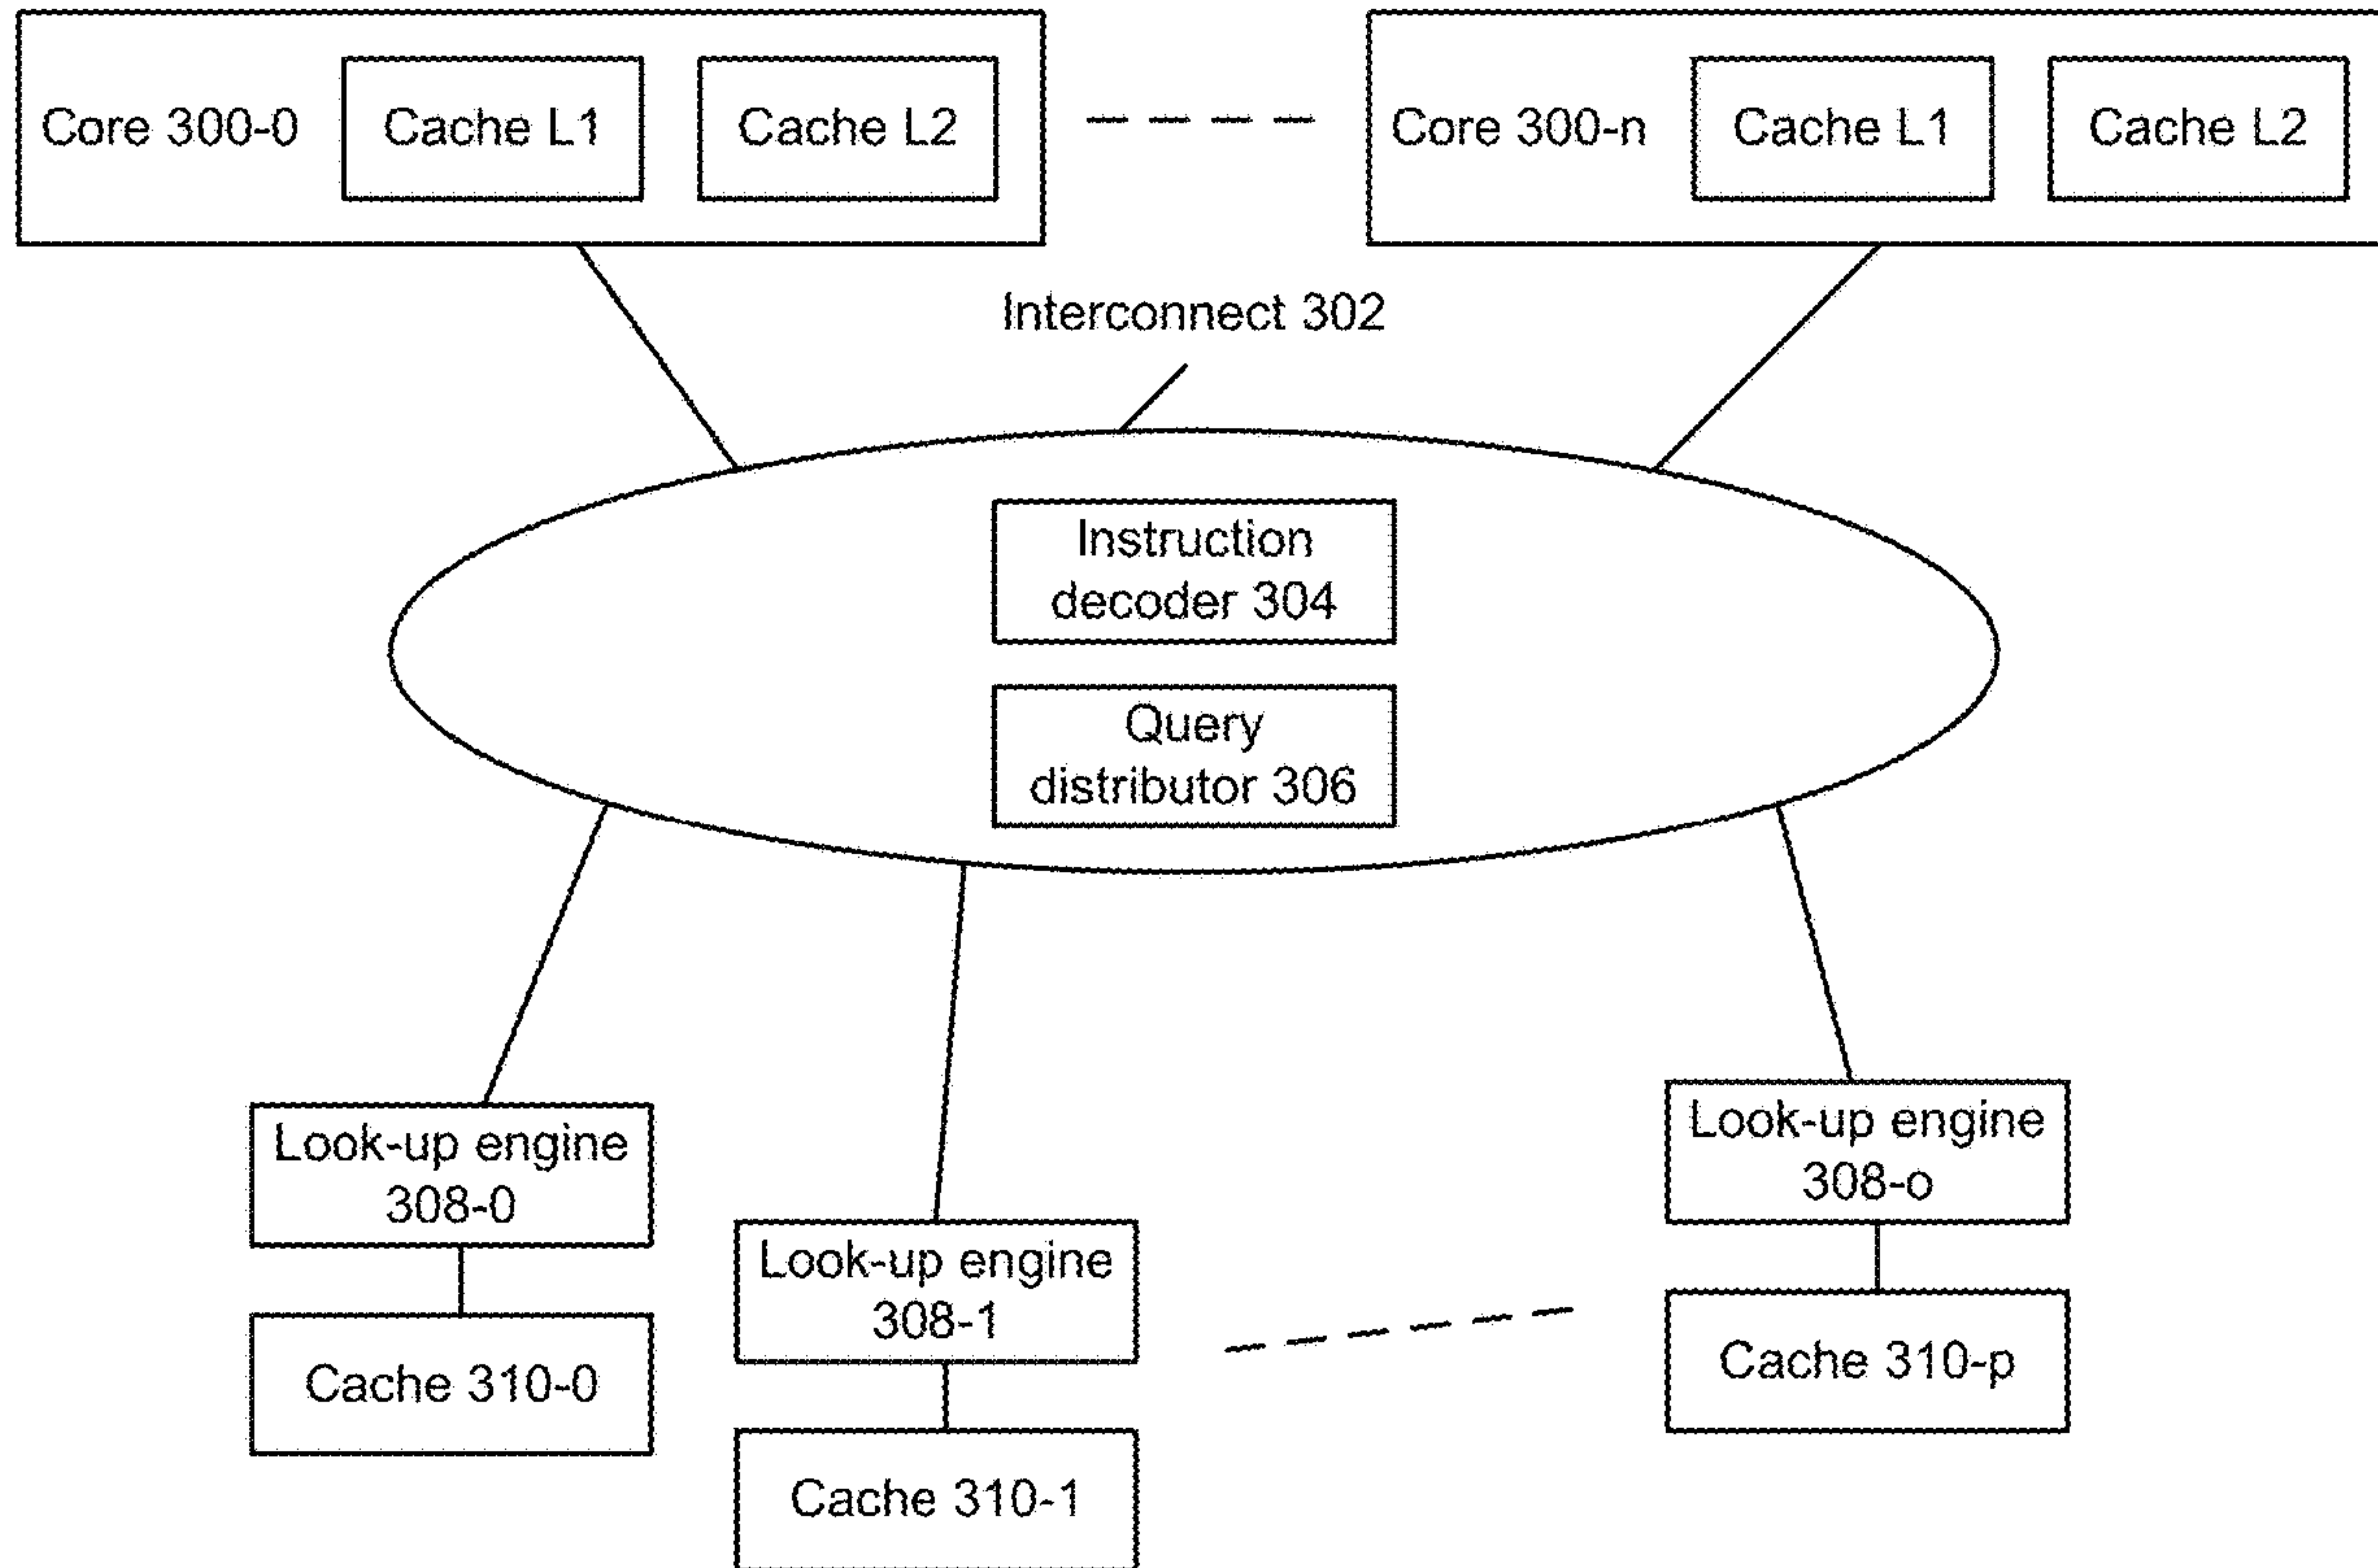 Core 300-0
Cache L1
Cache L2
Core 300-n
Cache L1
Cache L2
Interconnect 302
Instruction
decoder 304
Query
distributor 306
Look-up engine
308-0
Cache 310-0
Look-up engine
308-1
Cache 310-1
Look-up engine
308-o
Cache 310-p